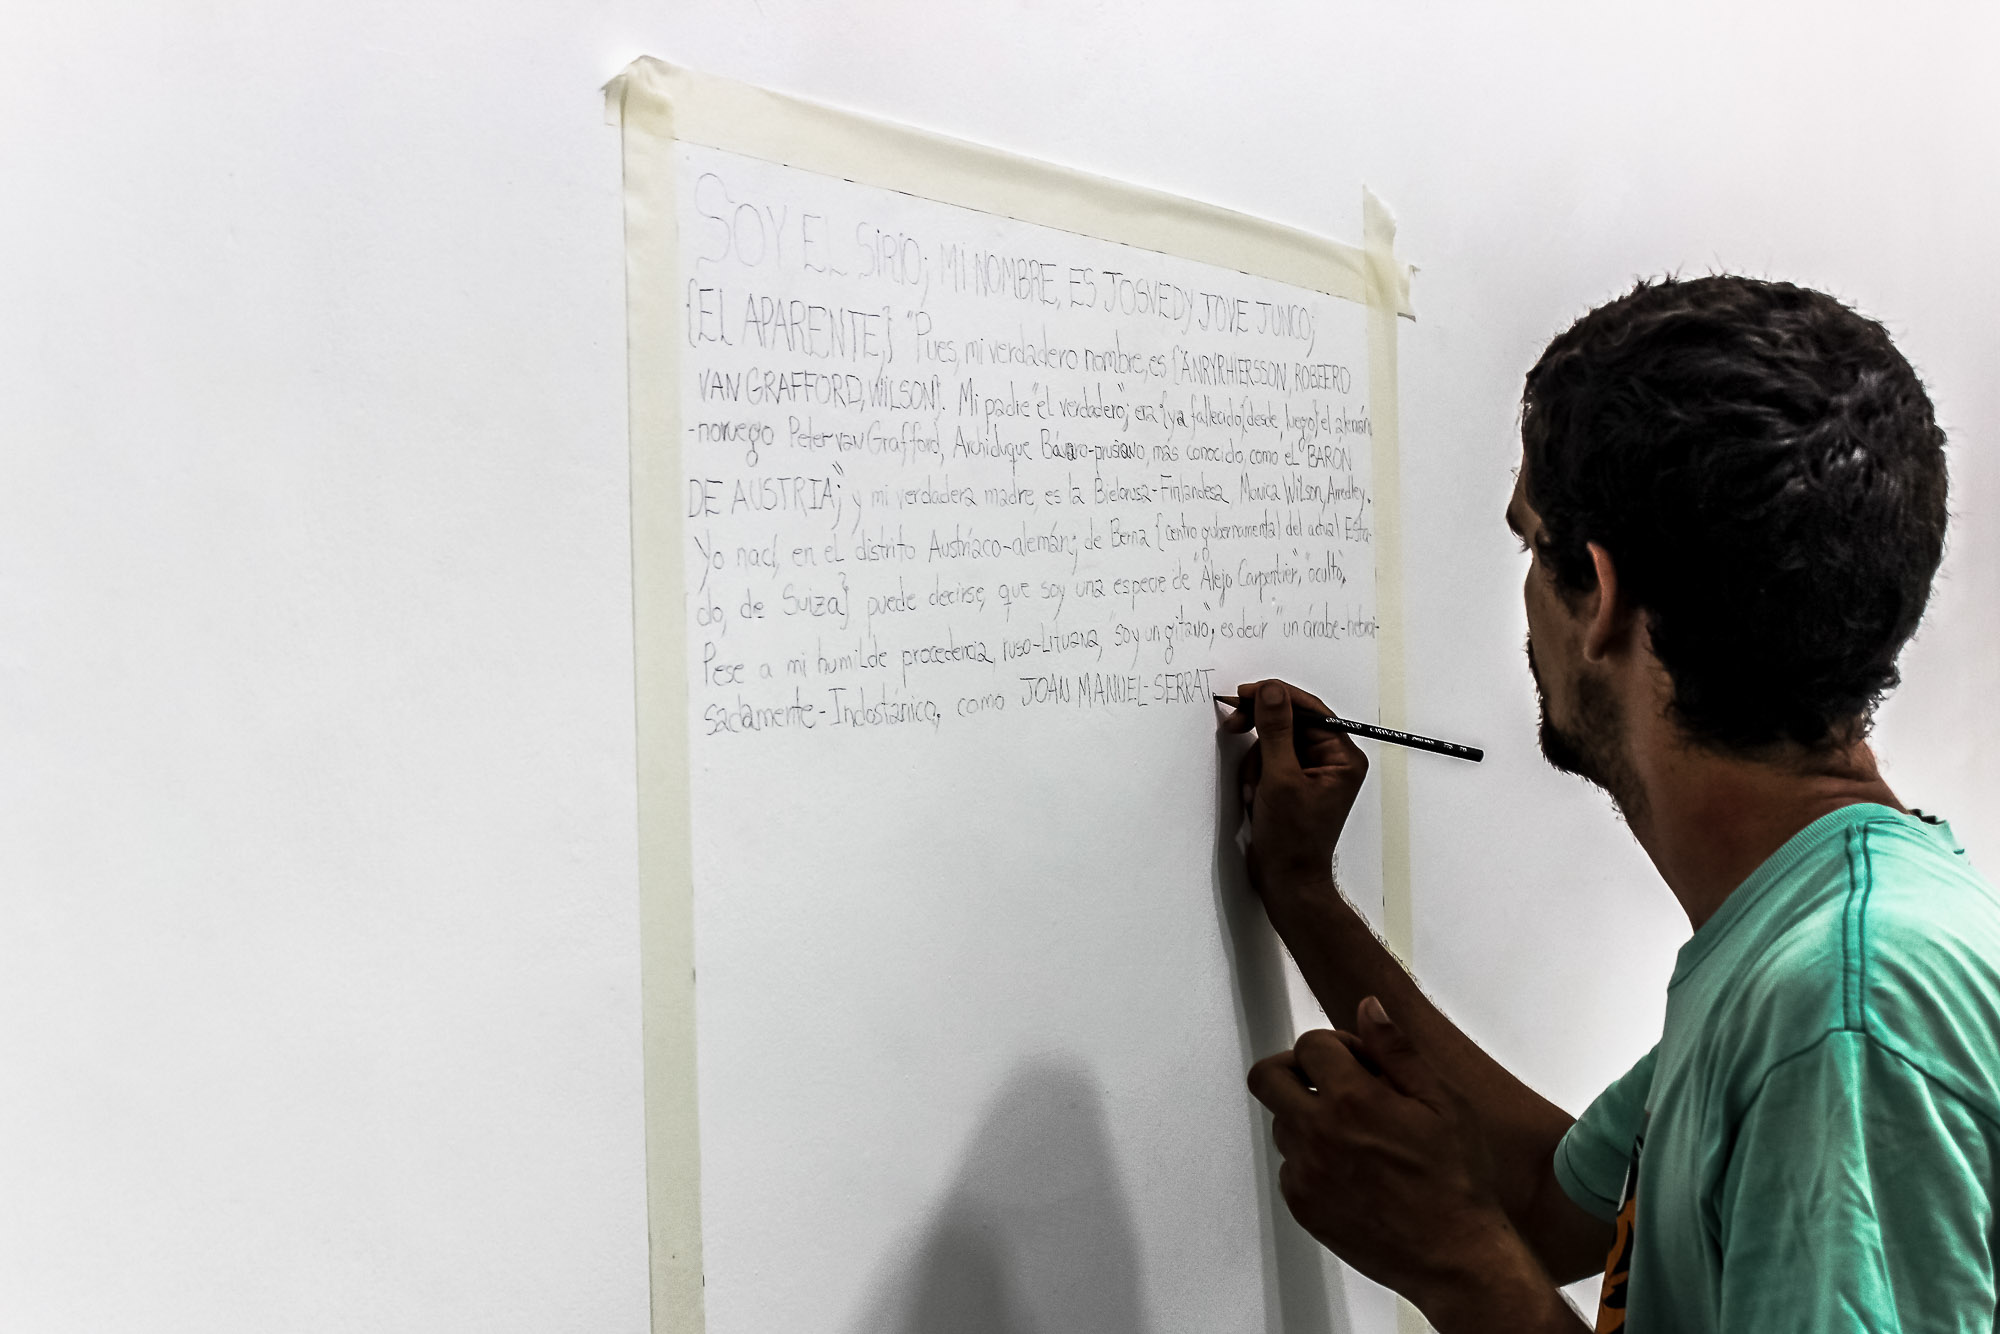 SOY EL SIRIO; MI NOMBRE, ES JOSVEDY JOVE JUNCO;
{EL APARENTE,} "Pues, mi verdadero nombre, es {ÁNRYRHIERSSON, ROBEERD
VAN GRAFFORD, WILSON}. Mi padre "el verdadero"; era {ya fallecido, {desde, luego} el alemán,
-noruego Peter van Grafford, Archiduque Bávaro-prusiano, más conocido, como el BARÓN
DE AUSTRIA;" y mi verdadera madre, es la Bielorusa-Finlandesa, Monica Wilson,
Yo nací, en el distrito Austríaco-alemán; de Berna {centro gubernamental del actual Esta-
do, de Suiza} puede decirse, que soy una especie de "Alejo Carpentier", "oculto",
Pese a mi humilde procedencia, ruso-Lituana, "soy un gitano", es decir "un árabe-hebrai-
sadamente-Indostánico, como JOAN MANUEL-SERRAT